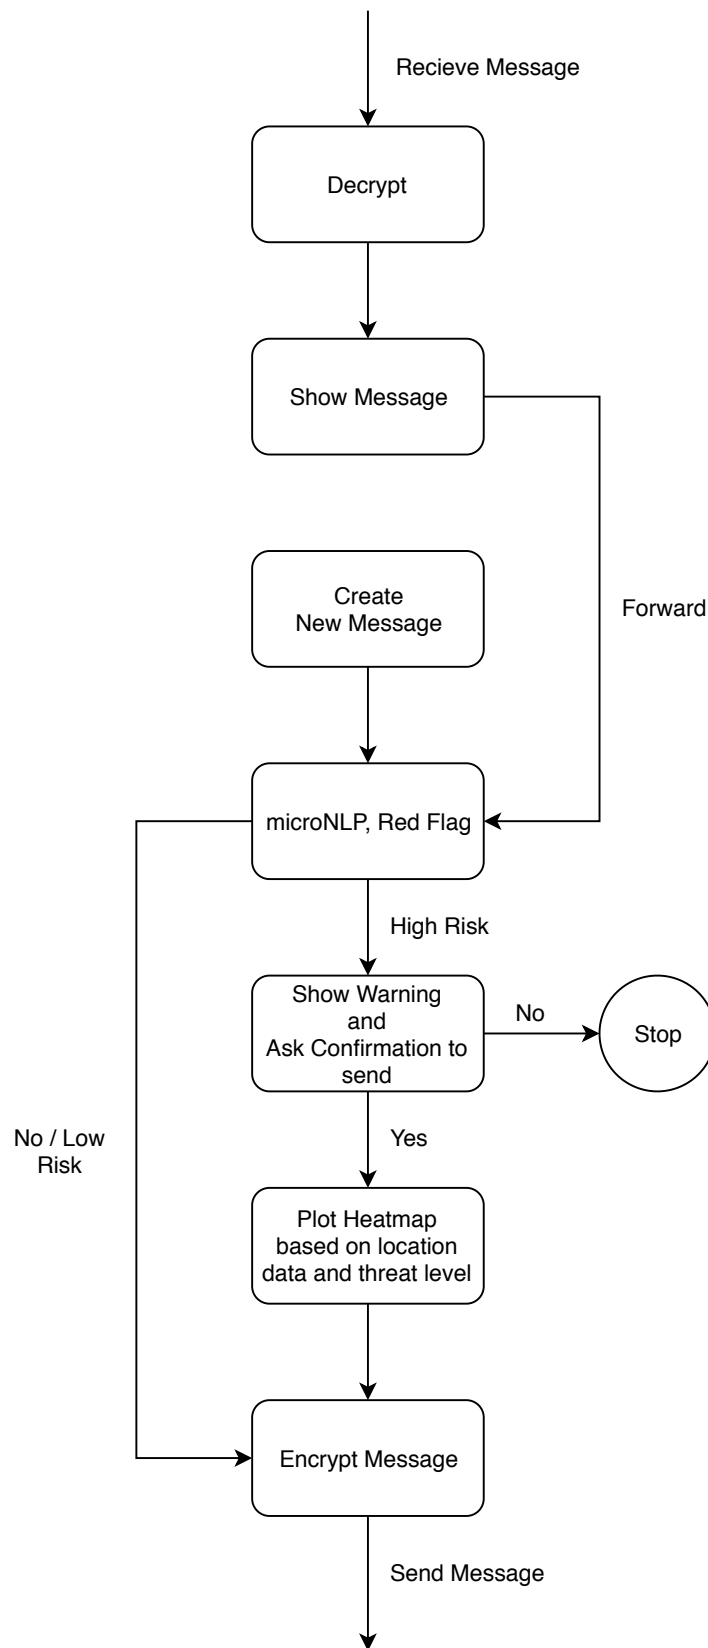 Recieve Message
Decrypt
Show Message
Create
New Message
Forward
microNLP, Red Flag
High Risk
Show Warning
and
Ask Confirmation to
send
No
Stop
No / Low
Risk
Yes
Plot Heatmap
based on location
data and threat level
Encrypt Message
Send Message